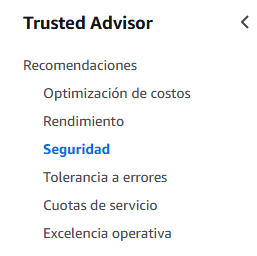 Trusted Advisor
Recomendaciones
Optimización de costos
Rendimiento
Seguridad
Tolerancia a errores
Cuotas de servicio
Excelencia operativa